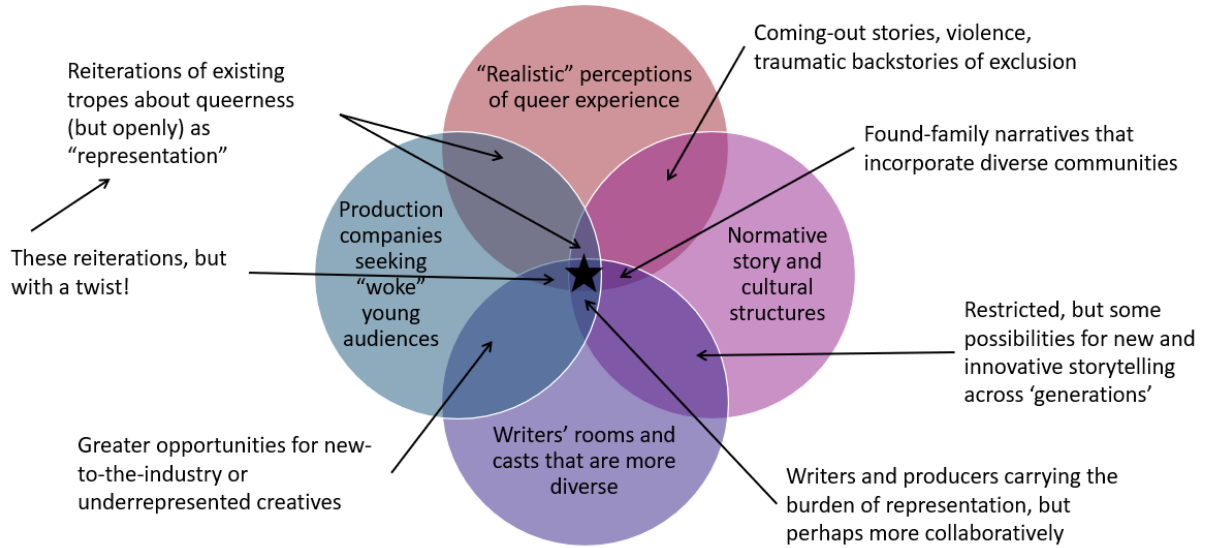 Coming-out stories, violence,
traumatic backstories of exclusion
Reiterations of existing
tropes about queerness
(but openly) as
“representation”
“Realistic” perceptions
of queer experience
Found-family narratives that
incorporate diverse communities
These reiterations, but
with a twist!
Production
companies
seeking
“woke”
young
audiences
Normative
story and
cultural
structures
Restricted, but some
possibilities for new and
innovative storytelling
across ‘generations’
Greater opportunities for new-
to-the-industry or
underrepresented creatives
Writers’ rooms and
casts that are more
diverse
Writers and producers carrying the
burden of representation, but
perhaps more collaboratively